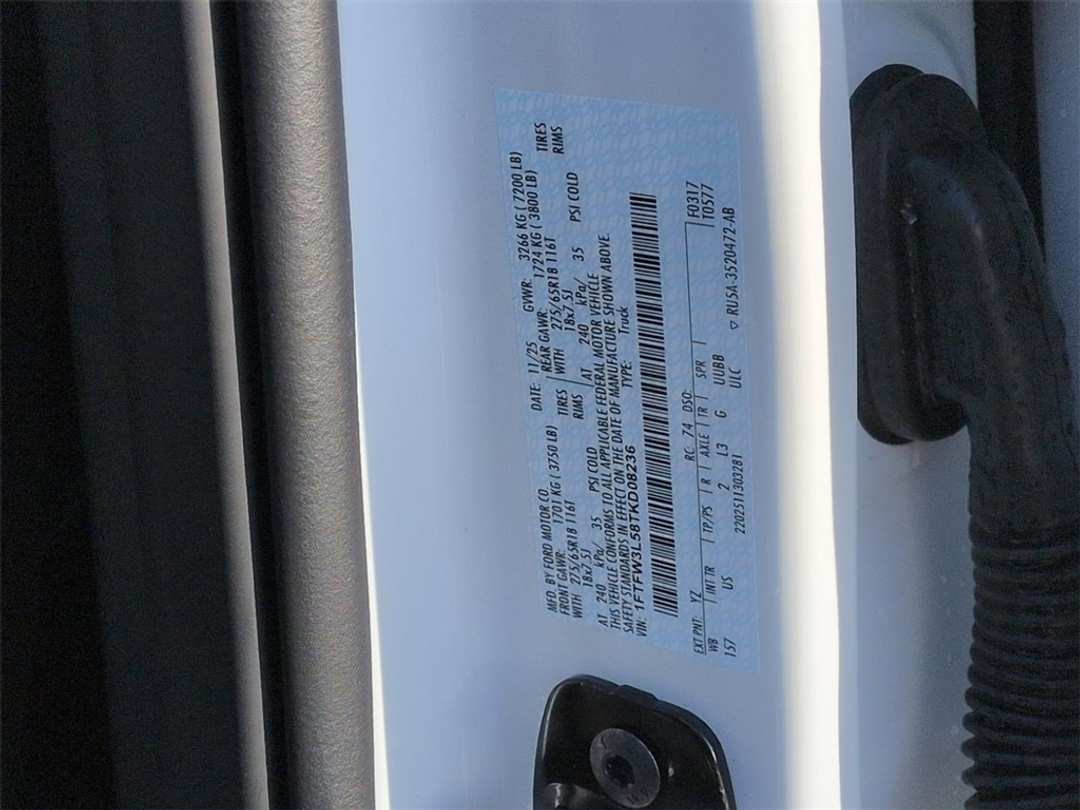 MFD. BY FORD MOTOR CO. DATE: 11/25 GVWR: 3266 KG ( 7200 LB)
FRONT GAWR: 1701 KG ( 3750 LB) REAR GAWR: 1724 KG ( 3800 LB)
WITH 275/65R18 116T TIRES WITH 275/65R18 116T TIRES
18x7.5J RIMS 18x7.5J RIMS
AT 240 kPa/ 35 PSI COLD AT 240 kPa/ 35 PSI COLD
THIS VEHICLE CONFORMS TO ALL APPLICABLE FEDERAL MOTOR VEHICLE
SAFETY STANDARDS IN EFFECT ON THE DATE OF MANUFACTURE SHOWN ABOVE.
VIN: 1FTFW3L58TKD08236 TYPE: Truck
EXT PNT: YZ RC: 74 DSO: F0317
WB INT TR TP/PS R AXLE TR SPR T0577
157 US 2 L3 G UUBB
2202511303281 ULC ▽ RU5A-3520472-AB